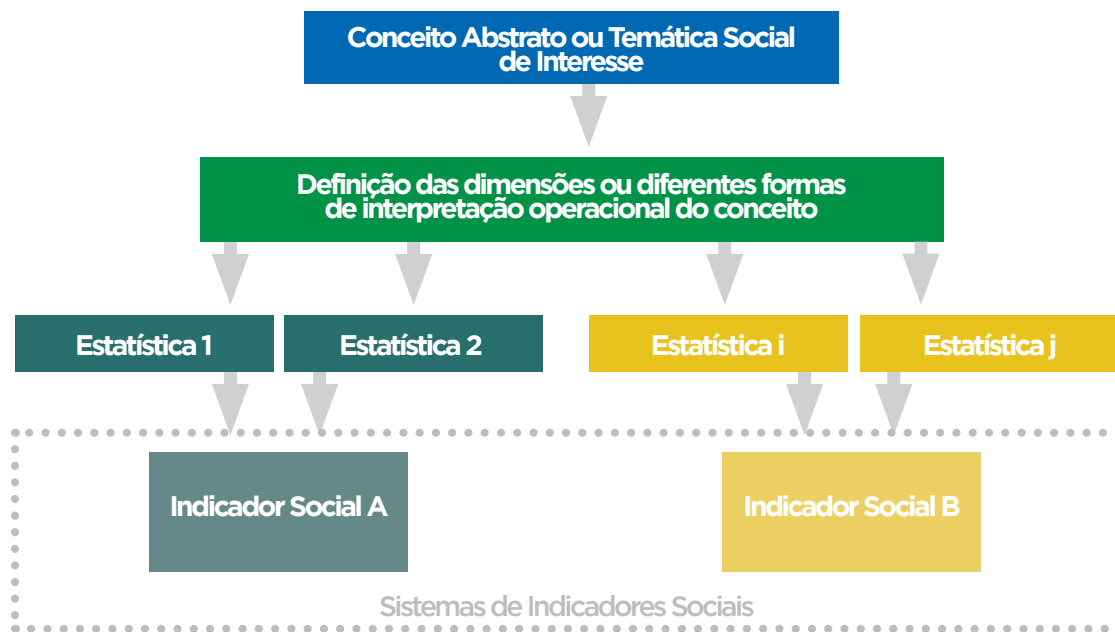 Conceito Abstrato ou Temática Social
de Interesse
Definição das dimensões ou diferentes formas
de interpretação operacional do conceito
Estatística 1
Estatística 2
Estatística i
Estatística j
Indicador Social A
Indicador Social B
Sistemas de Indicadores Sociais